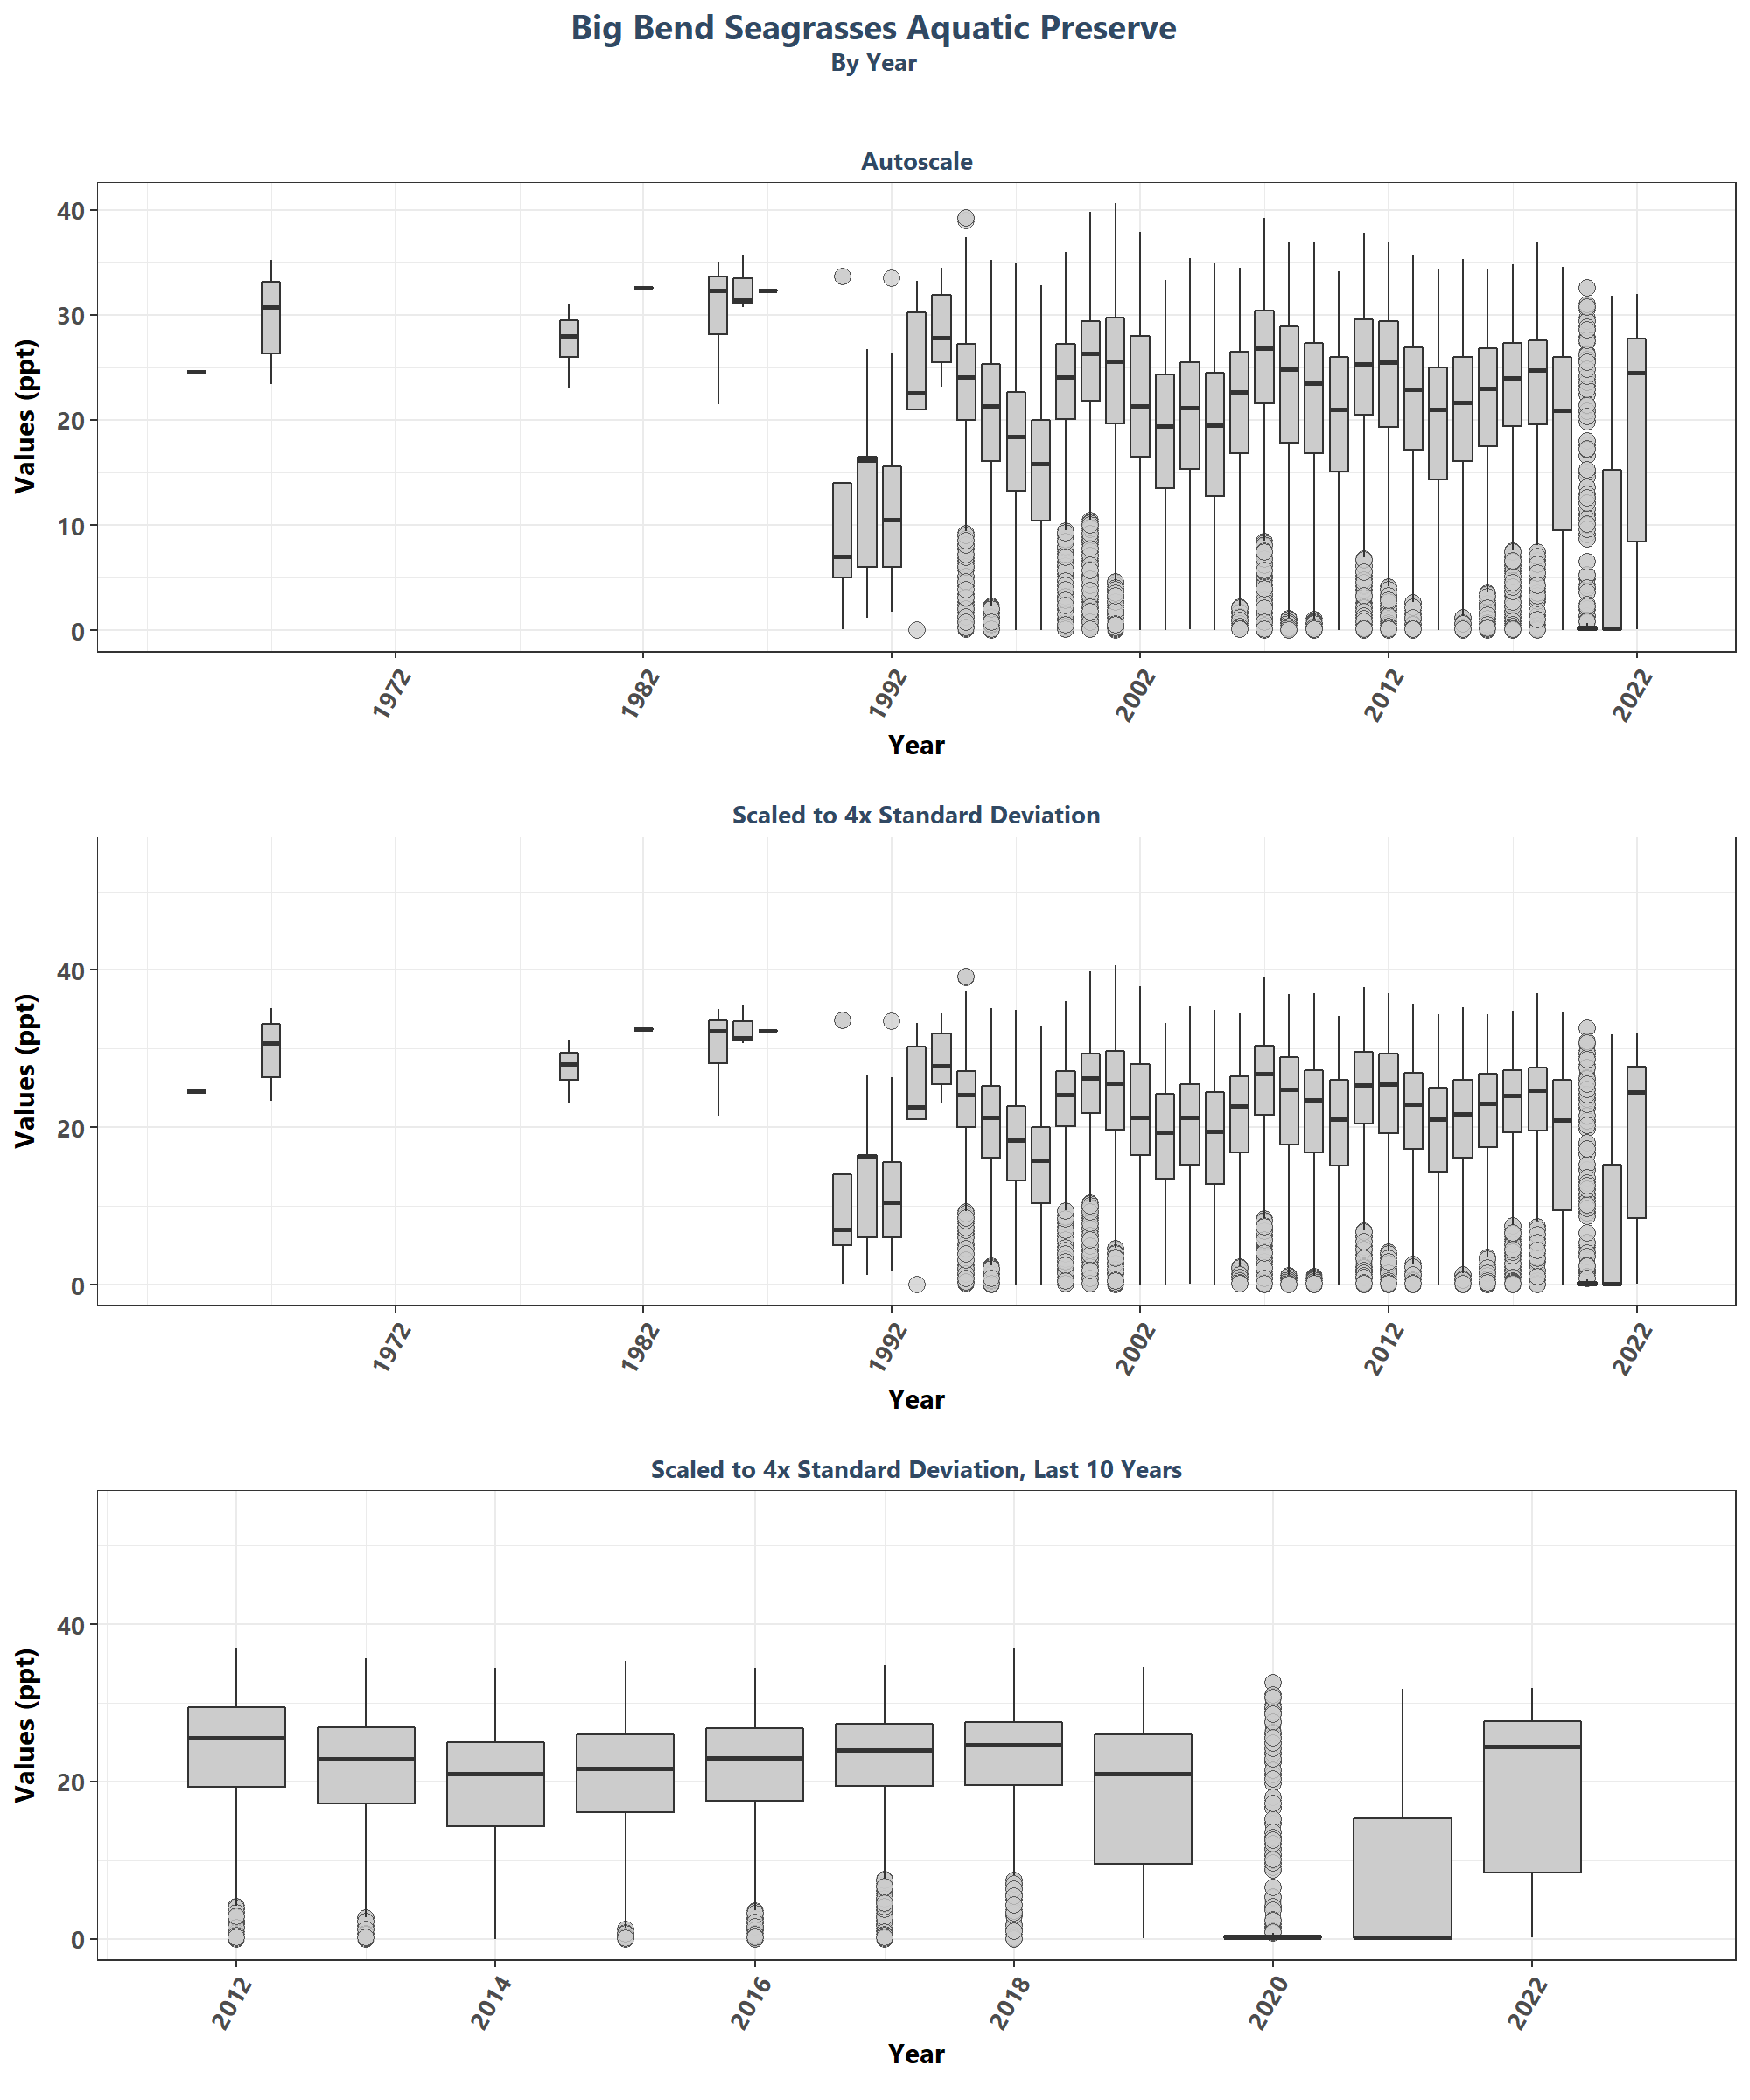 Big Bend Seagrasses Aquatic Preserve
By Year
Autoscale
Values (ppt)
40
30
20
10
0
1972
1982
1992
2002
2012
2022
Year
Scaled to 4x Standard Deviation
Values (ppt)
40
20
0
1972
1982
1992
2002
2012
2022
Year
Scaled to 4x Standard Deviation, Last 10 Years
Values (ppt)
40
20
0
2012
2014
2016
2018
2020
2022
Year